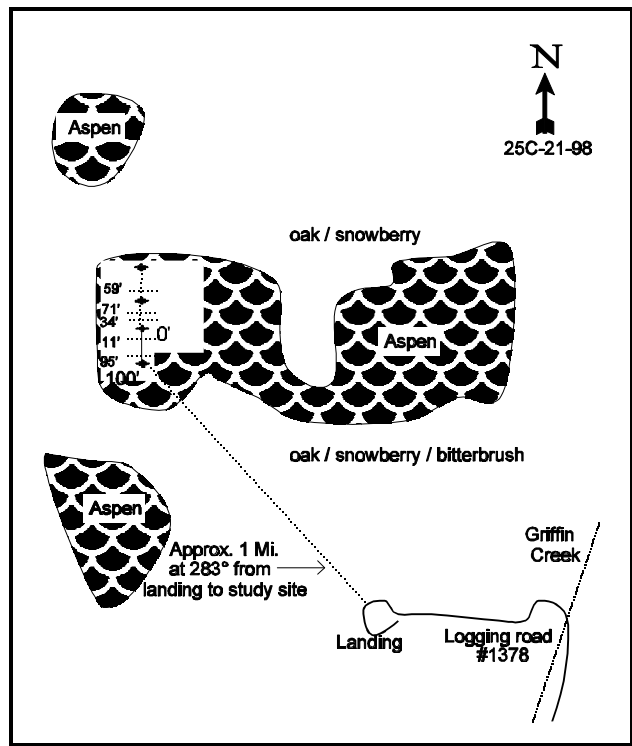 N
25C-21-98
Aspen
oak / snowberry
59'
71'
34'
0'
11'
95'
100'
Aspen
oak / snowberry / bitterbrush
Aspen
Approx. 1 Mi.
at 283° from
landing to study site
Griffin
Creek
Landing
Logging road
#1378